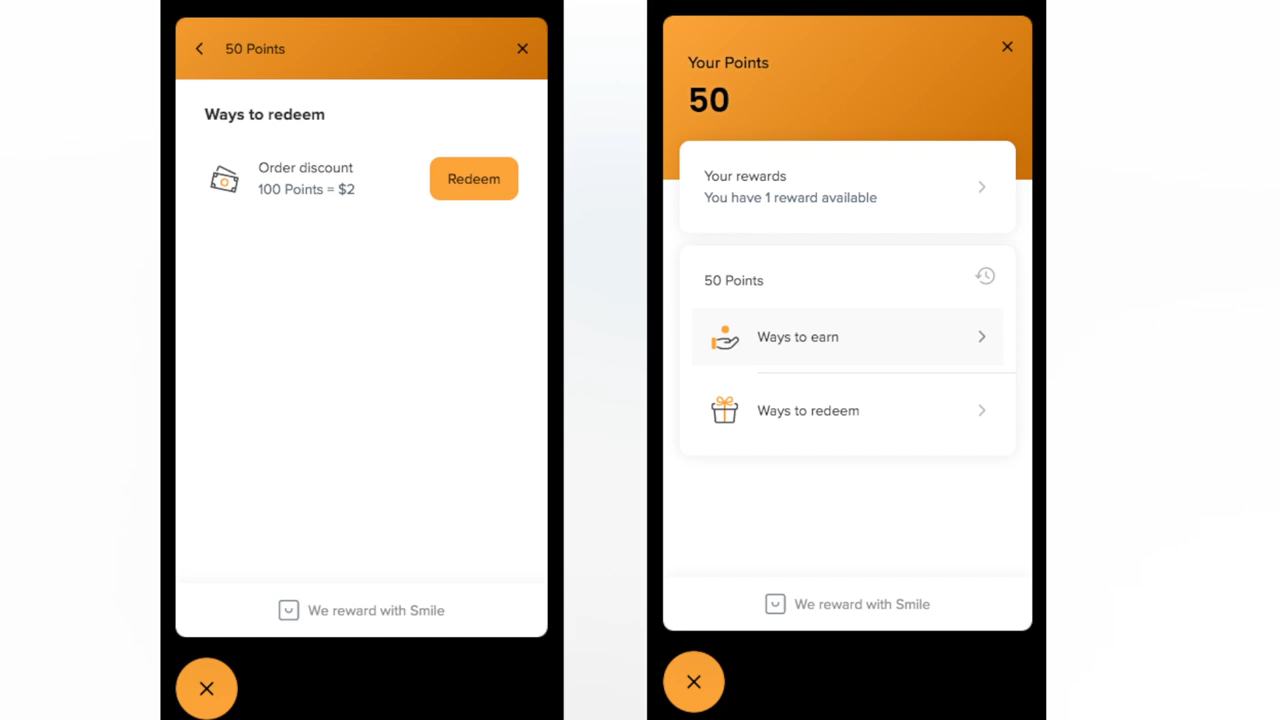 50 Points
Ways to redeem
Order discount
100 Points = $2
Redeem
We reward with Smile
Your Points
50
Your rewards
You have 1 reward available
50 Points
Ways to earn
Ways to redeem
We reward with Smile